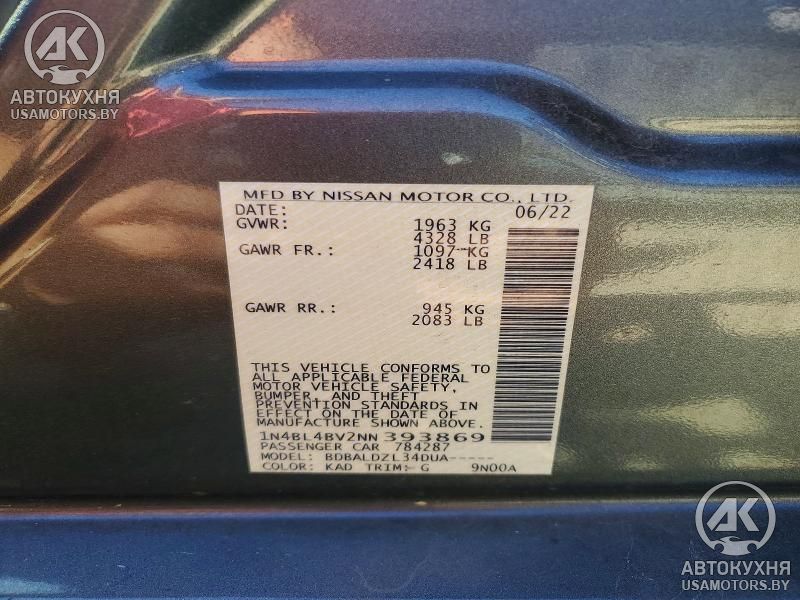 AK
АВТОКУХНЯ
USAMOTORS.BY
MFD BY NISSAN MOTOR CO., LTD.
DATE: 06/22
GVWR: 1963 KG
4328 LB
GAWR FR.: 1097 KG
2418 LB
GAWR RR.: 945 KG
2083 LB
THIS VEHICLE CONFORMS TO
ALL APPLICABLE FEDERAL
MOTOR VEHICLE SAFETY,
BUMPER, AND THEFT
PREVENTION STANDARDS IN
EFFECT ON THE DATE OF
MANUFACTURE SHOWN ABOVE.
1N4BL4BV2NN393869
PASSENGER CAR 784287
MODEL: BDBALDZL34DUA-----
COLOR: KAD TRIM: G 9N00A
AK
АВТОКУХНЯ
USAMOTORS.BY